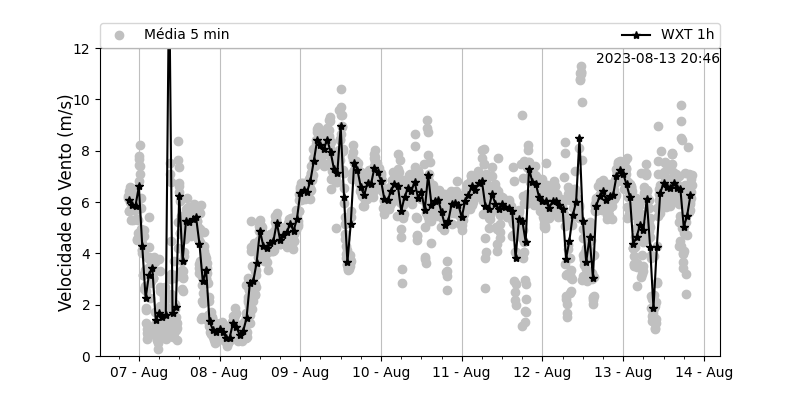 Média 5 min
WXT 1h
2023-08-13 20:46
Velocidade do Vento (m/s)
12
10
8
6
4
2
0
07 - Aug 08 - Aug 09 - Aug 10 - Aug 11 - Aug 12 - Aug 13 - Aug 14 - Aug